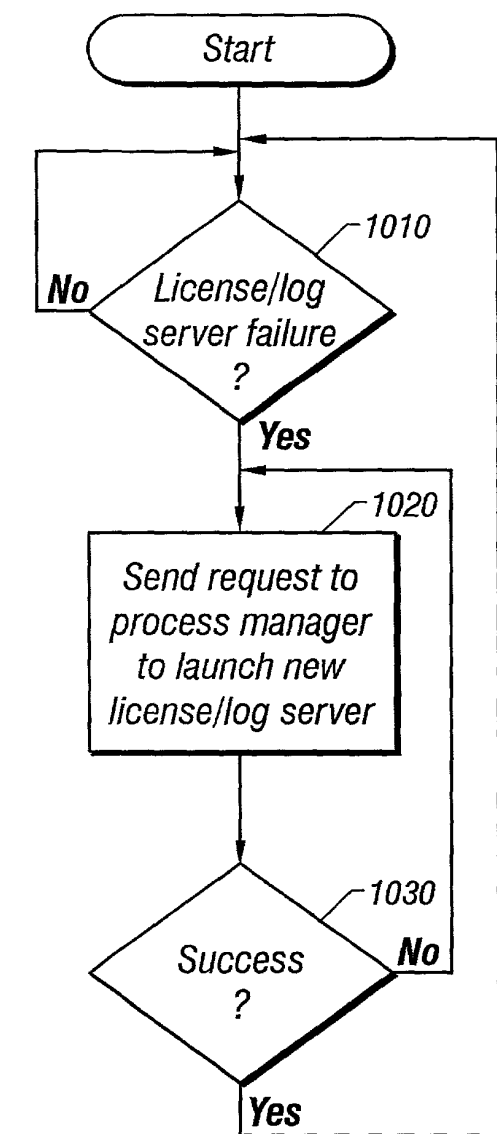 Start
1010
No
License/log
server failure
?
Yes
1020
Send request to
process manager
to launch new
license/log server
1030
No
Success
?
Yes